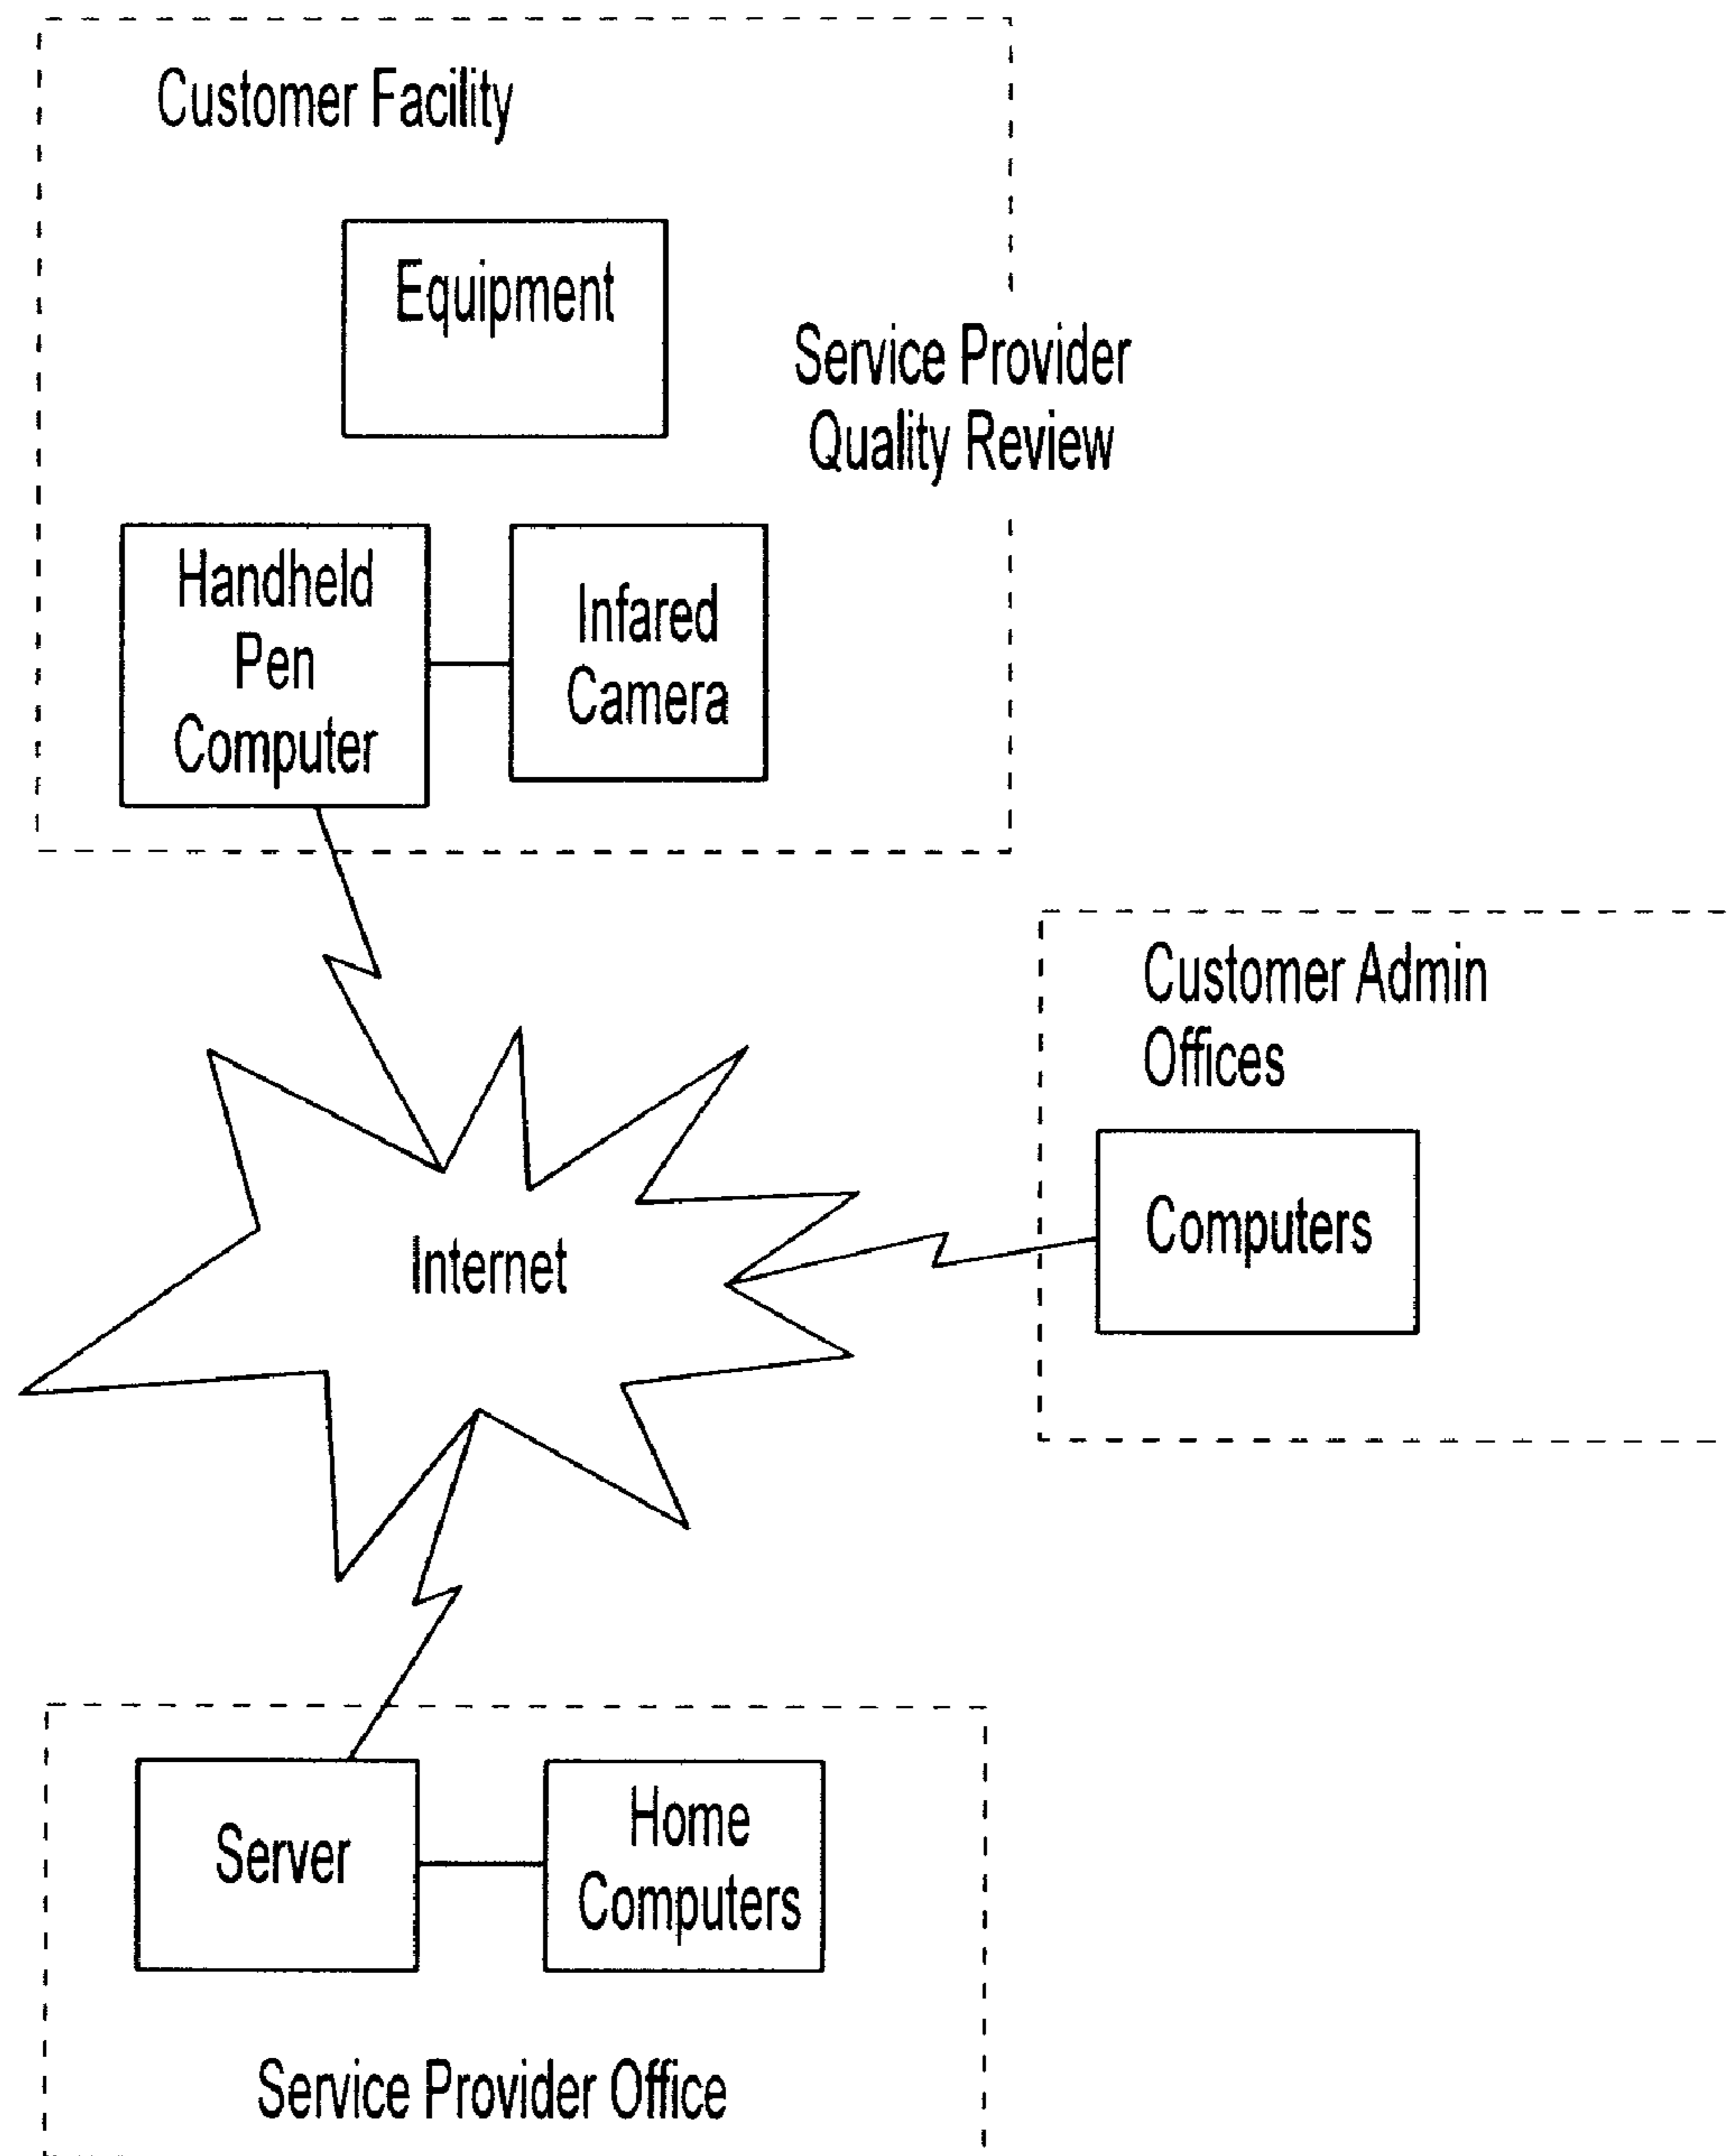 Customer Facility
Equipment
Service Provider
Quality Review
Handheld
Pen
Computer
Infared
Camera
Customer Admin
Offices
Computers
Internet
Server
Home
Computers
Service Provider Office